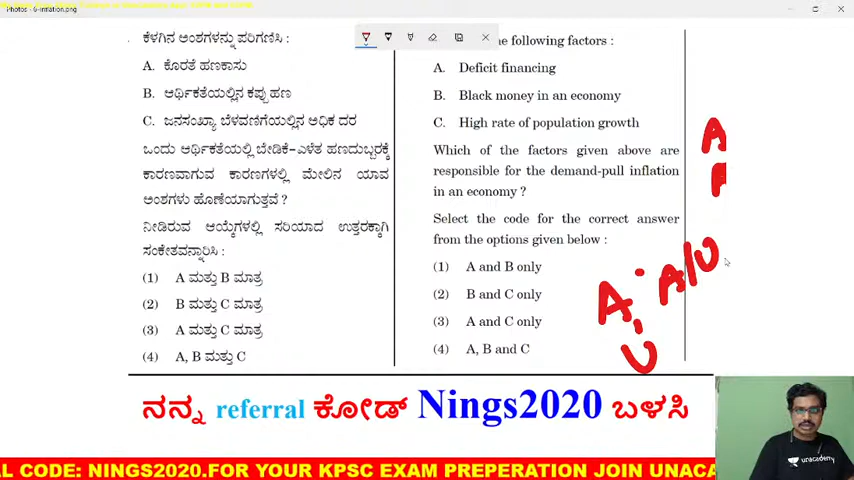 Photos - 6-inflation.png
ಕೆಳಗಿನ ಅಂಶಗಳನ್ನು ಪರಿಗಣಿಸಿ :
A. ಕೊರತೆ ಹಣಕಾಸು
B. ಆರ್ಥಿಕತೆಯಲ್ಲಿನ ಕಪ್ಪು ಹಣ
C. ಜನಸಂಖ್ಯಾ ಬೆಳವಣಿಗೆಯಲ್ಲಿನ ಅಧಿಕ ದರ
ಒಂದು ಆರ್ಥಿಕತೆಯಲ್ಲಿ ಬೇಡಿಕೆ-ಎಳೆತ ಹಣದುಬ್ಬರಕ್ಕೆ
ಕಾರಣವಾಗುವ ಕಾರಣಗಳಲ್ಲಿ ಮೇಲಿನ ಯಾವ
ಅಂಶಗಳು ಹೊಣೆಯಾಗುತ್ತವೆ ?
ನೀಡಿರುವ ಆಯ್ಕೆಗಳಲ್ಲಿ ಸರಿಯಾದ ಉತ್ತರಕ್ಕಾಗಿ
ಸಂಕೇತವನ್ನಾರಿಸಿ :
(1) A ಮತ್ತು B ಮಾತ್ರ
(2) B ಮತ್ತು C ಮಾತ್ರ
(3) A ಮತ್ತು C ಮಾತ್ರ
(4) A, B ಮತ್ತು C
the following factors :
A. Deficit financing
B. Black money in an economy
C. High rate of population growth
Which of the factors given above are
responsible for the demand-pull inflation
in an economy ?
Select the code for the correct answer
from the options given below :
(1) A and B only
(2) B and C only
(3) A and C only
(4) A, B and C
ನನ್ನ referral ಕೋಡ್ Nings2020 ಬಳಸಿ
L CODE: NINGS2020.FOR YOUR KPSC EXAM PREPERATION JOIN UNACA
unacademy